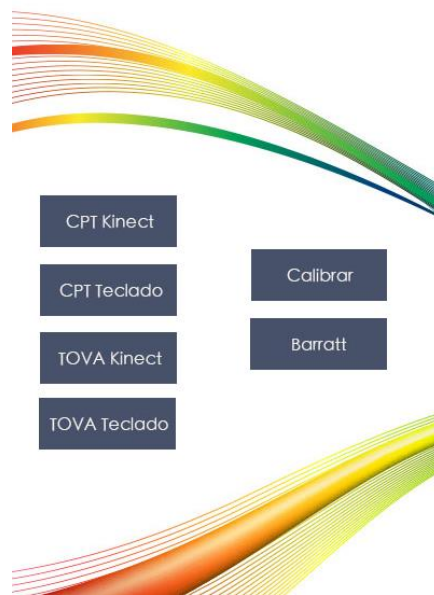 CPT Kinect
CPT Teclado
TOVA Kinect
TOVA Teclado
Calibrar
Barratt